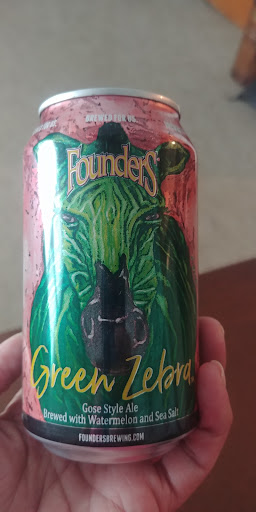 BREWED FOR US
Founders
Green Zebra
Gose Style Ale
Brewed with Watermelon and Sea Salt
FOUNDERSBREWING.COM